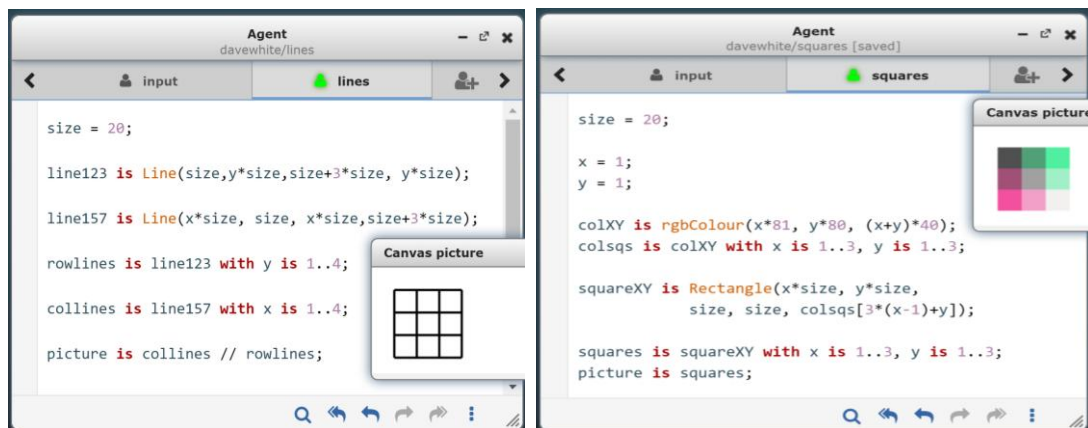 Agent
davewhite/lines
input
lines
size = 20;
line123 is Line(size,y*size,size+3*size, y*size);
line157 is Line(x*size, size, x*size,size+3*size);
rowlines is line123 with y is 1..4;
collines is line157 with x is 1..4;
picture is collines // rowlines;
Canvas picture
Agent
davewhite/squares [saved]
input
squares
size = 20;
x = 1;
y = 1;
colXY is rgbColour(x*81, y*80, (x+y)*40);
colsqs is colXY with x is 1..3, y is 1..3;
squareXY is Rectangle(x*size, y*size,
size, size, colsqs[3*(x-1)+y]);
squares is squareXY with x is 1..3, y is 1..3;
picture is squares;
Canvas picture